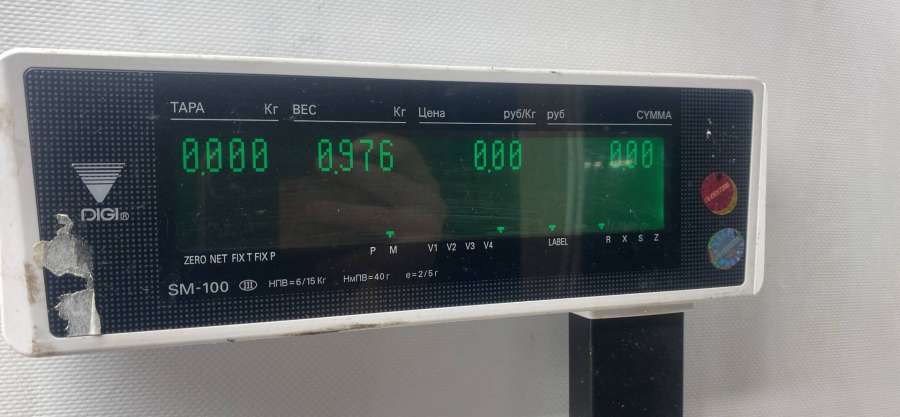 ТАРА Кг ВЕС Кг Цена руб/Кг руб СУММА
0.000 0.976 0.00 0.00
DIGI®
P M V1 V2 V3 V4 LABEL R X S Z
ZERO NET FIX T FIX P
SM-100 III НПВ=6/15 Кг НмПВ=40 г е=2/5 г